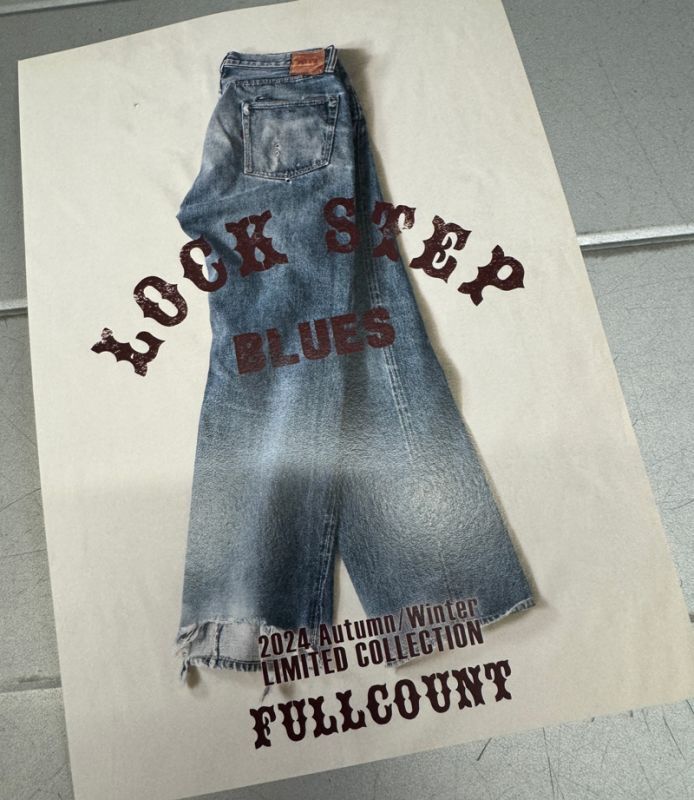 LOCK STEP
BLUES
2024 Autumn/Winter
LIMITED COLLECTION
FULLCOUNT